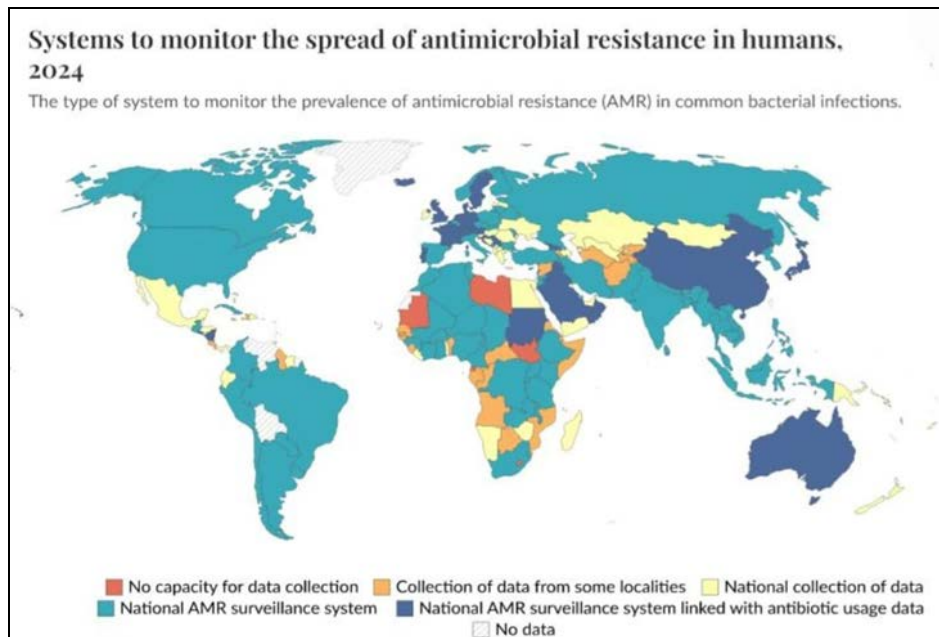 Systems to monitor the spread of antimicrobial resistance in humans,
2024
The type of system to monitor the prevalence of antimicrobial resistance (AMR) in common bacterial infections.
No capacity for data collection Collection of data from some localities National collection of data
National AMR surveillance system National AMR surveillance system linked with antibiotic usage data
No data